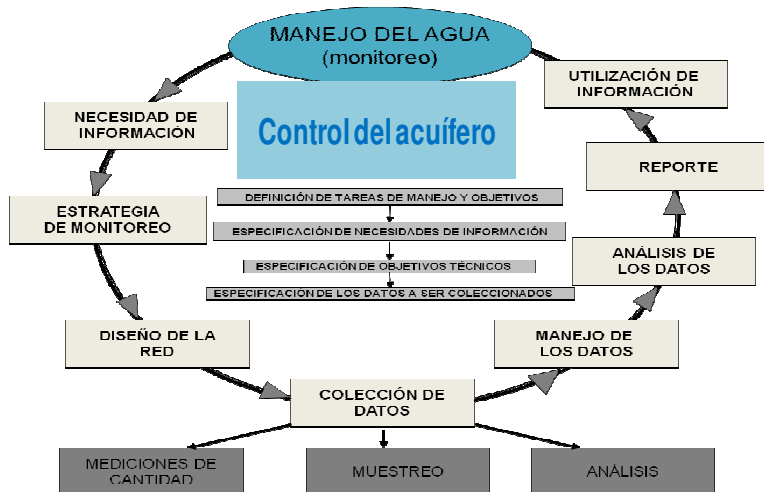 MANEJO DEL AGUA
(monitoreo)
UTILIZACIÓN DE
INFORMACIÓN
NECESIDAD DE
INFORMACIÓN
Control del acuífero
REPORTE
ESTRATEGIA
DE MONITOREO
DEFINICIÓN DE TAREAS DE MANEJO Y OBJETIVOS
ESPECIFICACIÓN DE NECESIDADES DE INFORMACIÓN
ESPECIFICACIÓN DE OBJETIVOS TÉCNICOS
ESPECIFICACIÓN DE LOS DATOS A SER COLECCIONADOS
ANÁLISIS DE
LOS DATOS
DISEÑO DE LA
RED
MANEJO DE
LOS DATOS
COLECCIÓN DE
DATOS
MEDICIONES DE
CANTIDAD
MUESTREO
ANÁLISIS